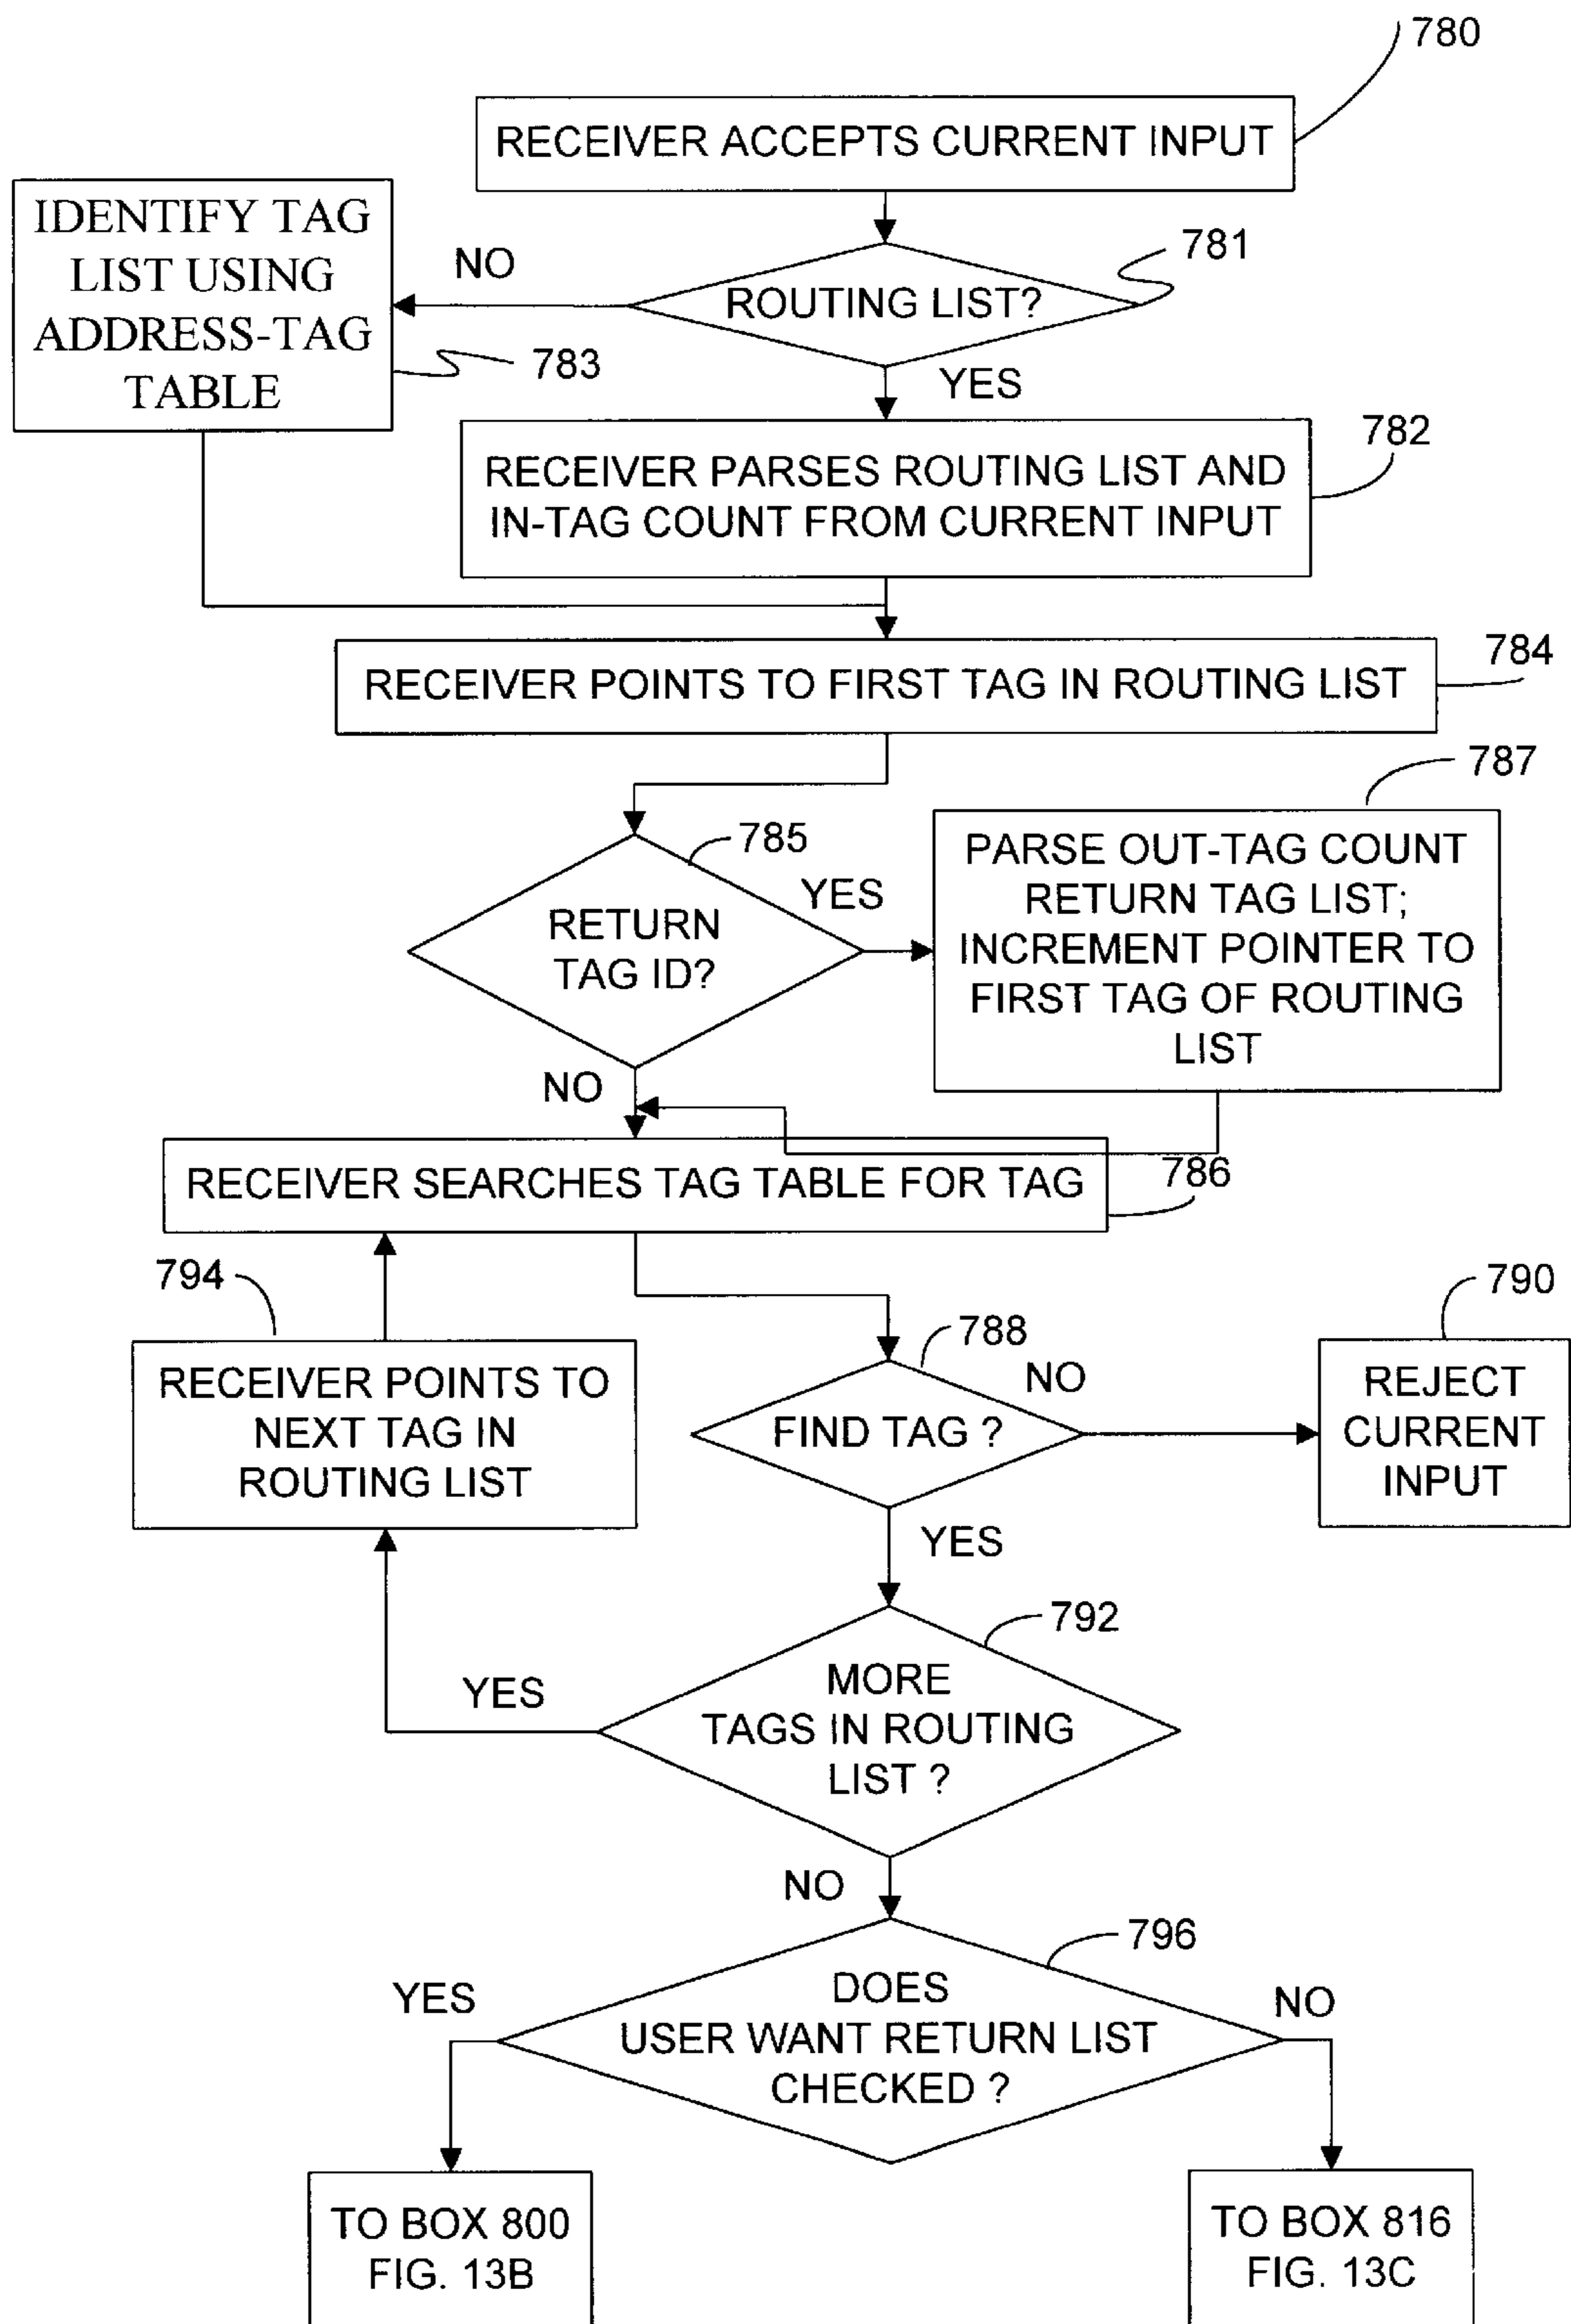 780
RECEIVER ACCEPTS CURRENT INPUT
IDENTIFY TAG
LIST USING
ADDRESS-TAG
TABLE
NO
781
ROUTING LIST?
783
YES
782
RECEIVER PARSES ROUTING LIST AND
IN-TAG COUNT FROM CURRENT INPUT
784
RECEIVER POINTS TO FIRST TAG IN ROUTING LIST
787
785
YES
RETURN
TAG ID?
PARSE OUT-TAG COUNT
RETURN TAG LIST;
INCREMENT POINTER TO
FIRST TAG OF ROUTING
LIST
NO
RECEIVER SEARCHES TAG TABLE FOR TAG
786
794
790
788
RECEIVER POINTS TO
NEXT TAG IN
ROUTING LIST
NO
FIND TAG ?
REJECT
CURRENT
INPUT
YES
792
YES
MORE
TAGS IN ROUTING
LIST ?
NO
796
YES
DOES
USER WANT RETURN LIST
CHECKED ?
NO
TO BOX 800
FIG. 13B
TO BOX 816
FIG. 13C